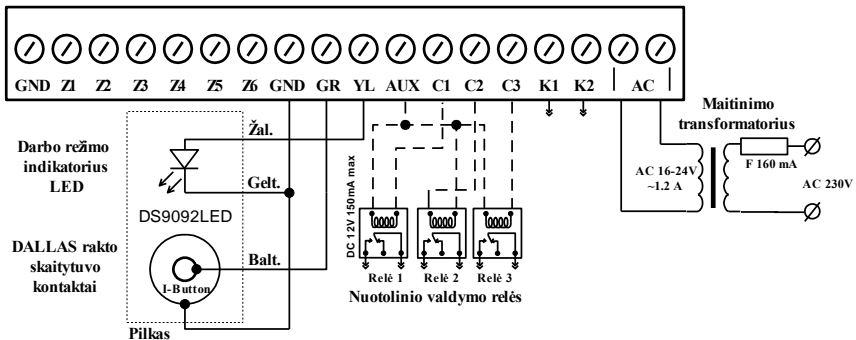 GND Z1 Z2 Z3 Z4 Z5 Z6 GND GR YL AUX C1 C2 C3 K1 K2 AC
Maitinimo
transformatorius
Žal.
Darbo režimo
indikatorius
LED
F 160 mA
AC 16-24V
~1.2 A
AC 230V
Gelt.
DS9092LED
DC 12V 150mA max
DALLAS rakto
skaitytuvo
kontaktai
Balt.
I-Button
Relė 1 Relė 2 Relė 3
Nuotolinio valdymo relės
Pilkas